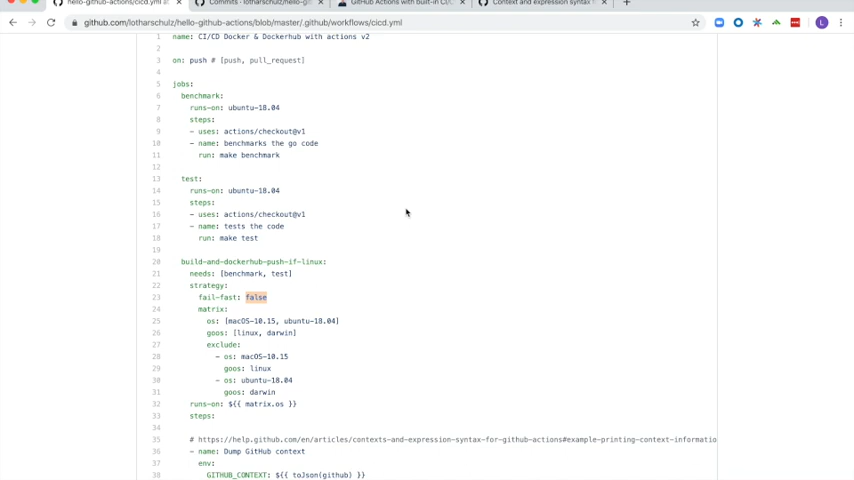 hello-github-actions/cicd.yml at
Commits · lotharschulz/hello-gi
GitHub Actions with built-in CI/C
Context and expression syntax f
github.com/lotharschulz/hello-github-actions/blob/master/.github/workflows/cicd.yml
L
1 name: CI/CD Docker & Dockerhub with actions v2
2
3 on: push # [push, pull_request]
4
5 jobs:
6 benchmark:
7 runs-on: ubuntu-18.04
8 steps:
9 - uses: actions/checkout@v1
10 - name: benchmarks the go code
11 run: make benchmark
12
13 test:
14 runs-on: ubuntu-18.04
15 steps:
16 - uses: actions/checkout@v1
17 - name: tests the code
18 run: make test
19
20 build-and-dockerhub-push-if-linux:
21 needs: [benchmark, test]
22 strategy:
23 fail-fast: false
24 matrix:
25 os: [macOS-10.15, ubuntu-18.04]
26 goos: [linux, darwin]
27 exclude:
28 - os: macOS-10.15
29 goos: linux
30 - os: ubuntu-18.04
31 goos: darwin
32 runs-on: ${{ matrix.os }}
33 steps:
34
35 # https://help.github.com/en/articles/contexts-and-expression-syntax-for-github-actions#example-printing-context-informatio
36 - name: Dump GitHub context
37 env:
38 GITHUB_CONTEXT: ${{ toJson(github) }}